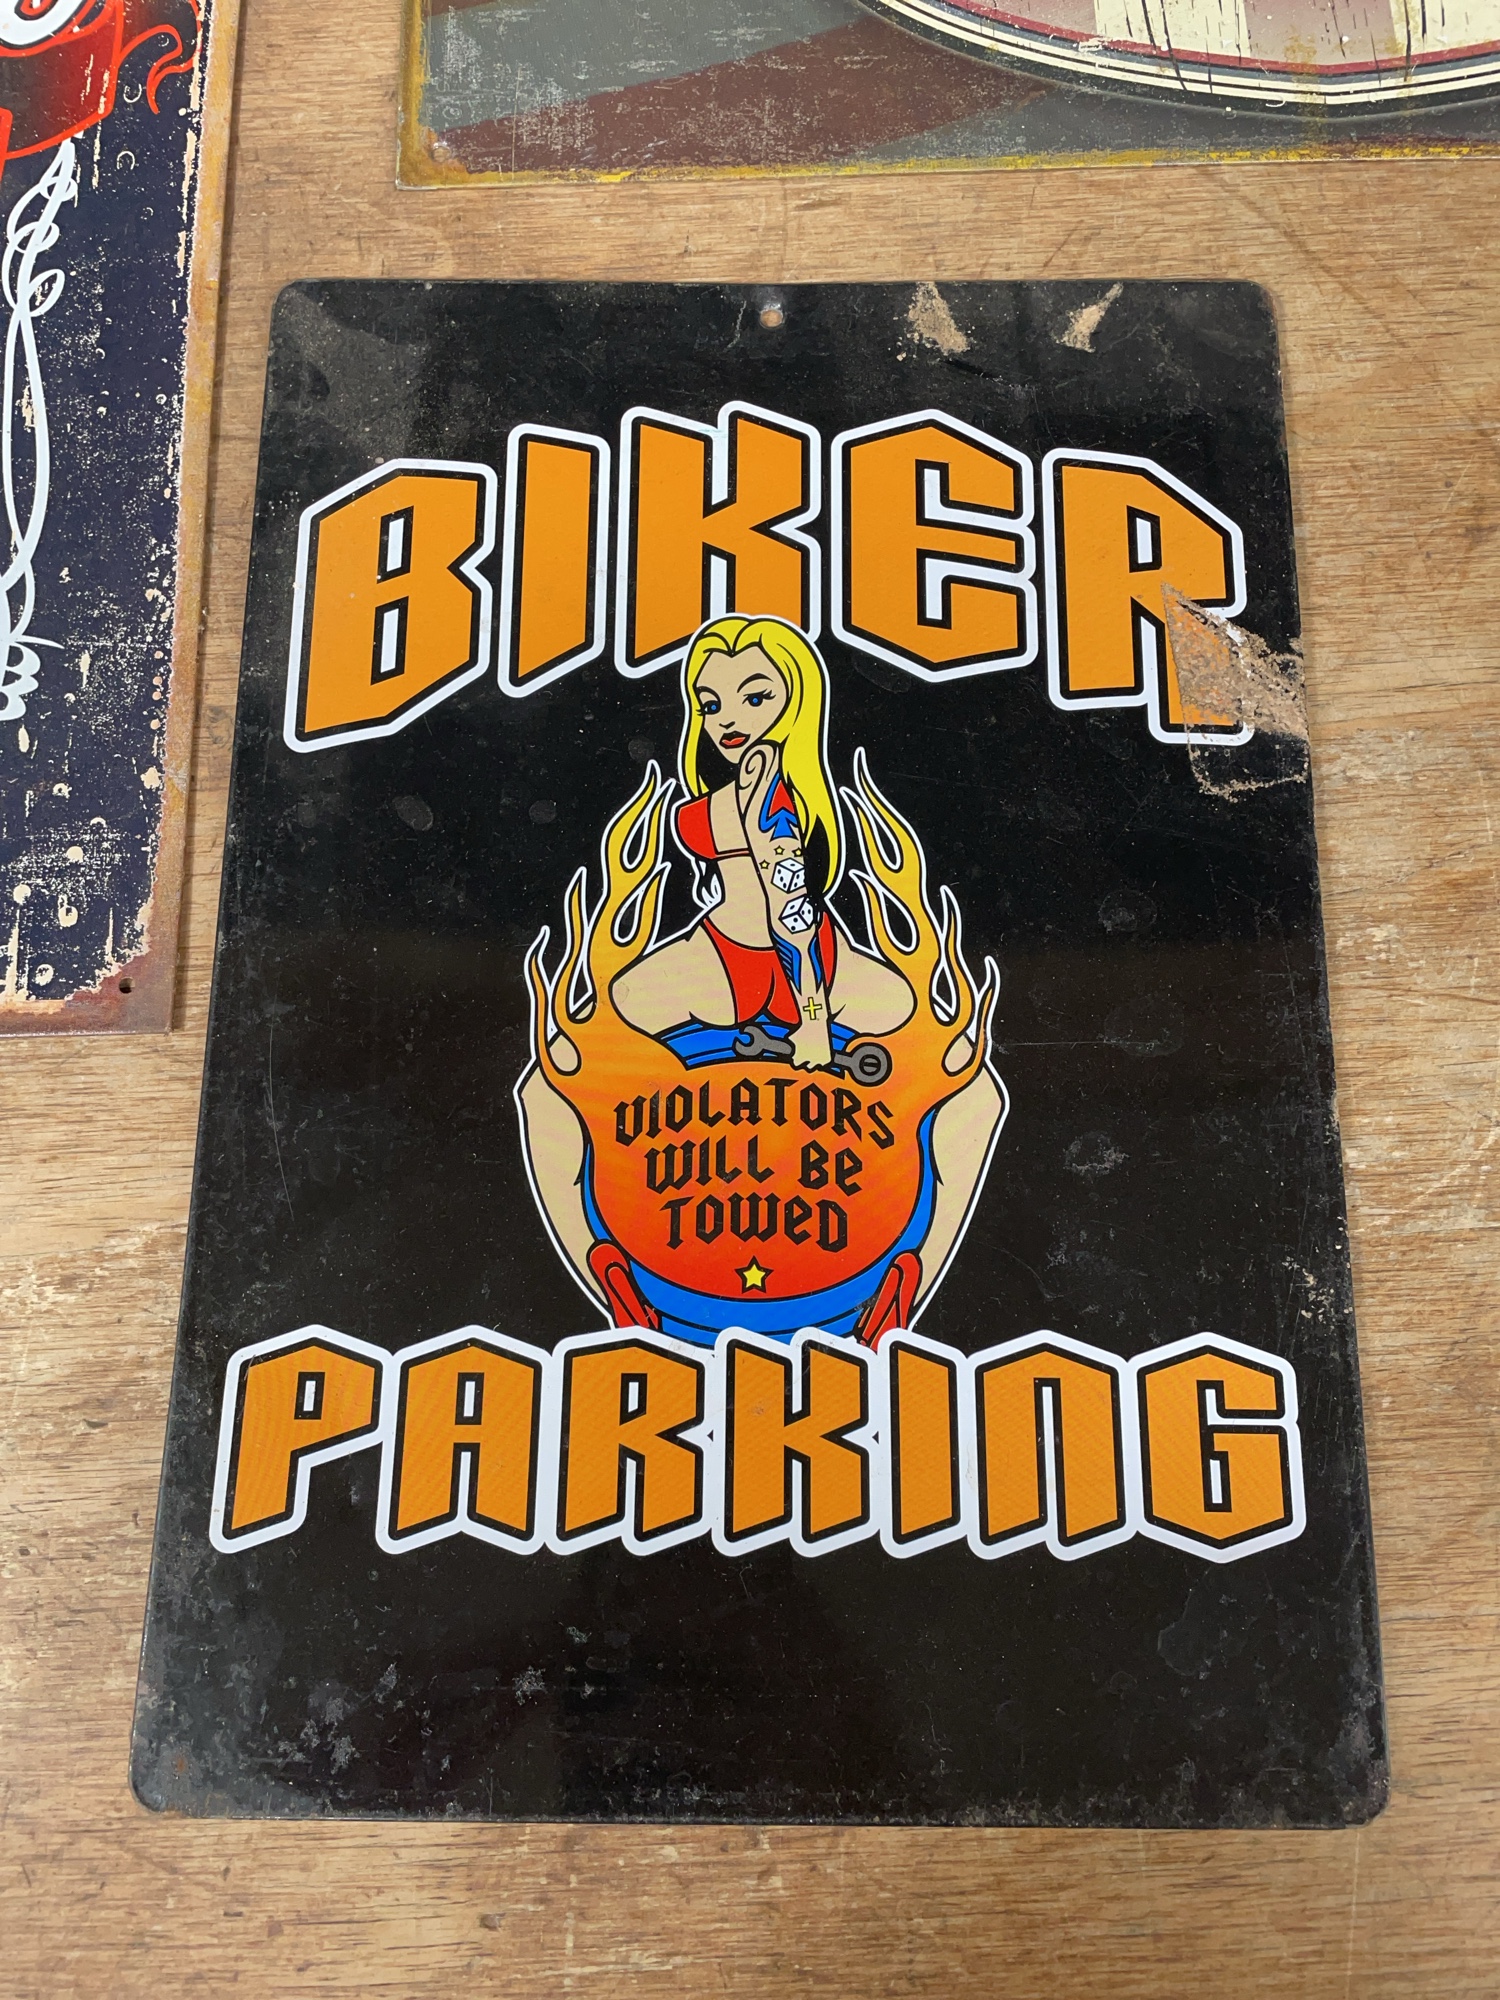 BIKER
VIOLATORS
WILL BE
TOWED
PARKING